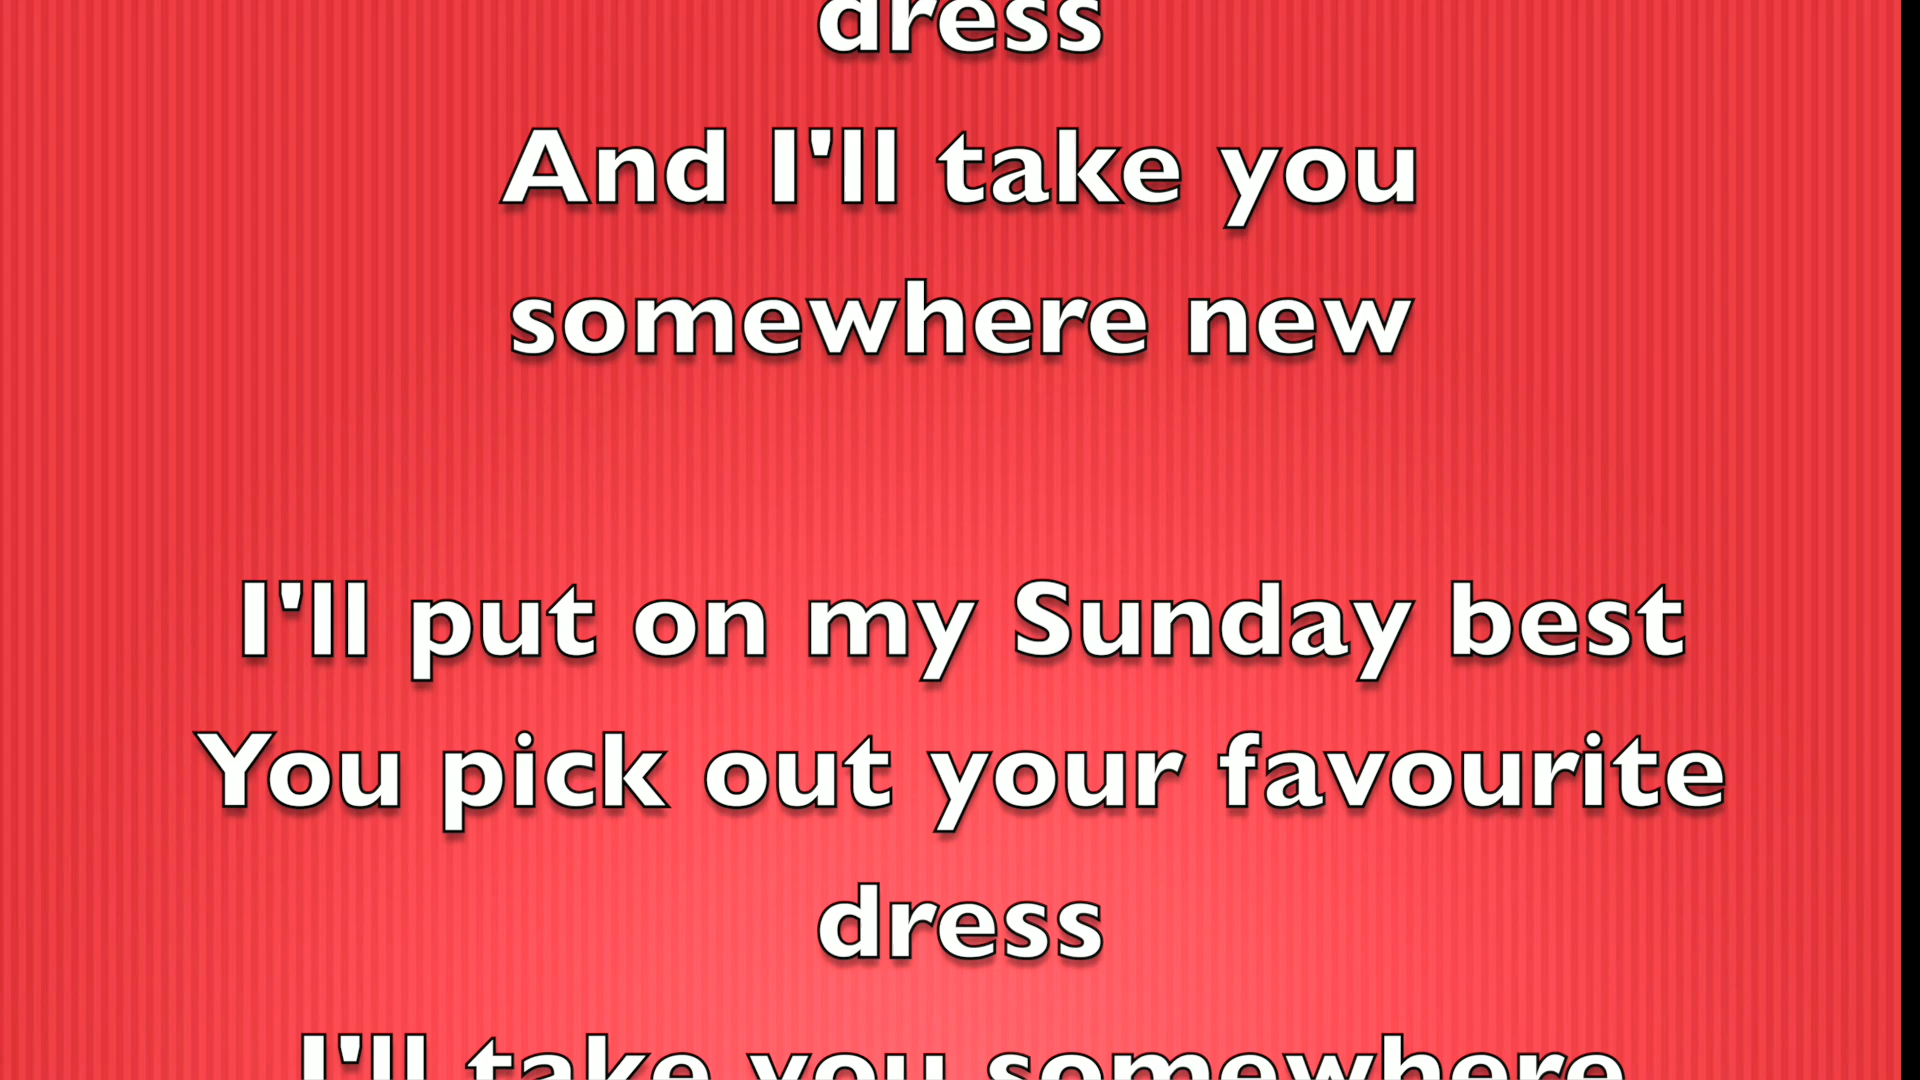 dress
And I'll take you
somewhere new
I'll put on my Sunday best
You pick out your favourite
dress
I'll take you somewhere